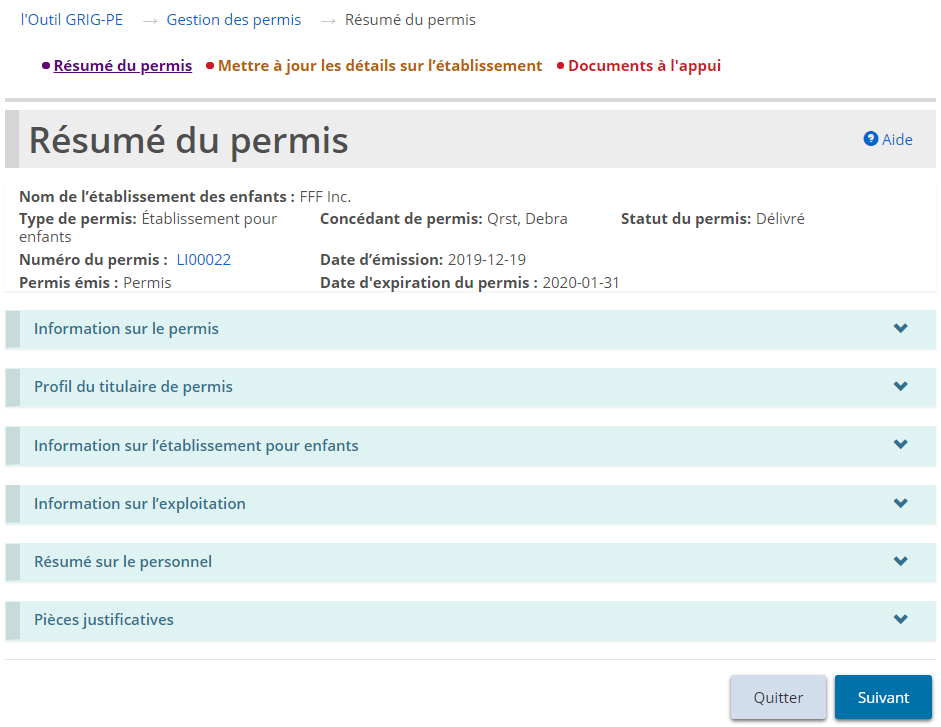 l'Outil GRIG-PE → Gestion des permis → Résumé du permis
• Résumé du permis • Mettre à jour les détails sur l’établissement • Documents à l'appui
Résumé du permis
Aide
Nom de l’établissement des enfants : FFF Inc.
Type de permis: Établissement pour enfants
Concédant de permis: Qrst, Debra
Statut du permis: Délivré
Numéro du permis : LI00022
Date d’émission: 2019-12-19
Permis émis : Permis
Date d'expiration du permis : 2020-01-31
Information sur le permis
Profil du titulaire de permis
Information sur l’établissement pour enfants
Information sur l’exploitation
Résumé sur le personnel
Pièces justificatives
Quitter
Suivant